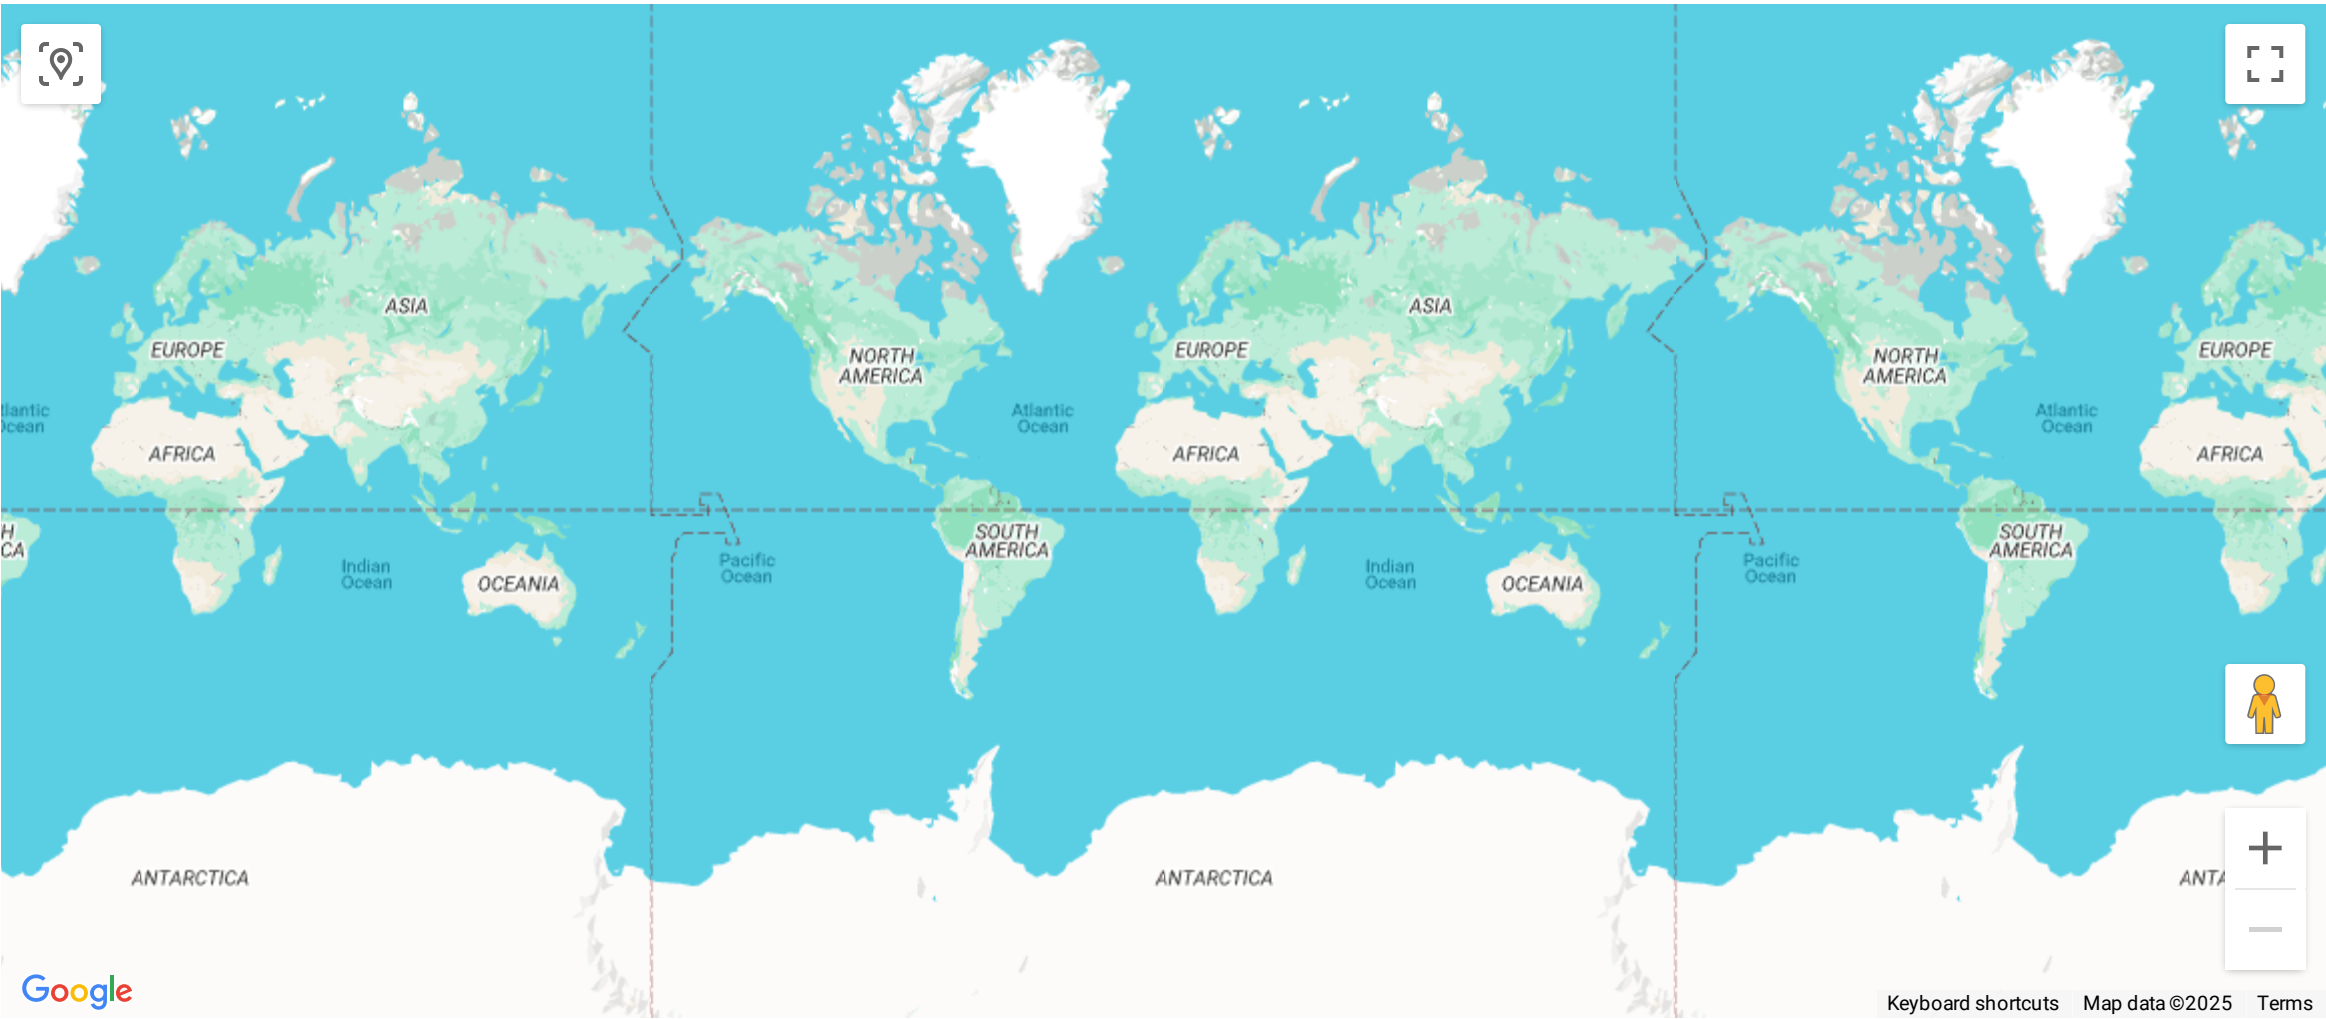 ASIA
ASIA
EUROPE
EUROPE
EUROPE
NORTH
AMERICA
NORTH
AMERICA
Atlantic
Ocean
Atlantic
Ocean
AFRICA
AFRICA
AFRICA
SOUTH
AMERICA
SOUTH
AMERICA
Indian
Ocean
Pacific
Ocean
Indian
Ocean
Pacific
Ocean
OCEANIA
OCEANIA
ANTARCTICA
ANTARCTICA
Google
Keyboard shortcuts
Map data ©2025
Terms